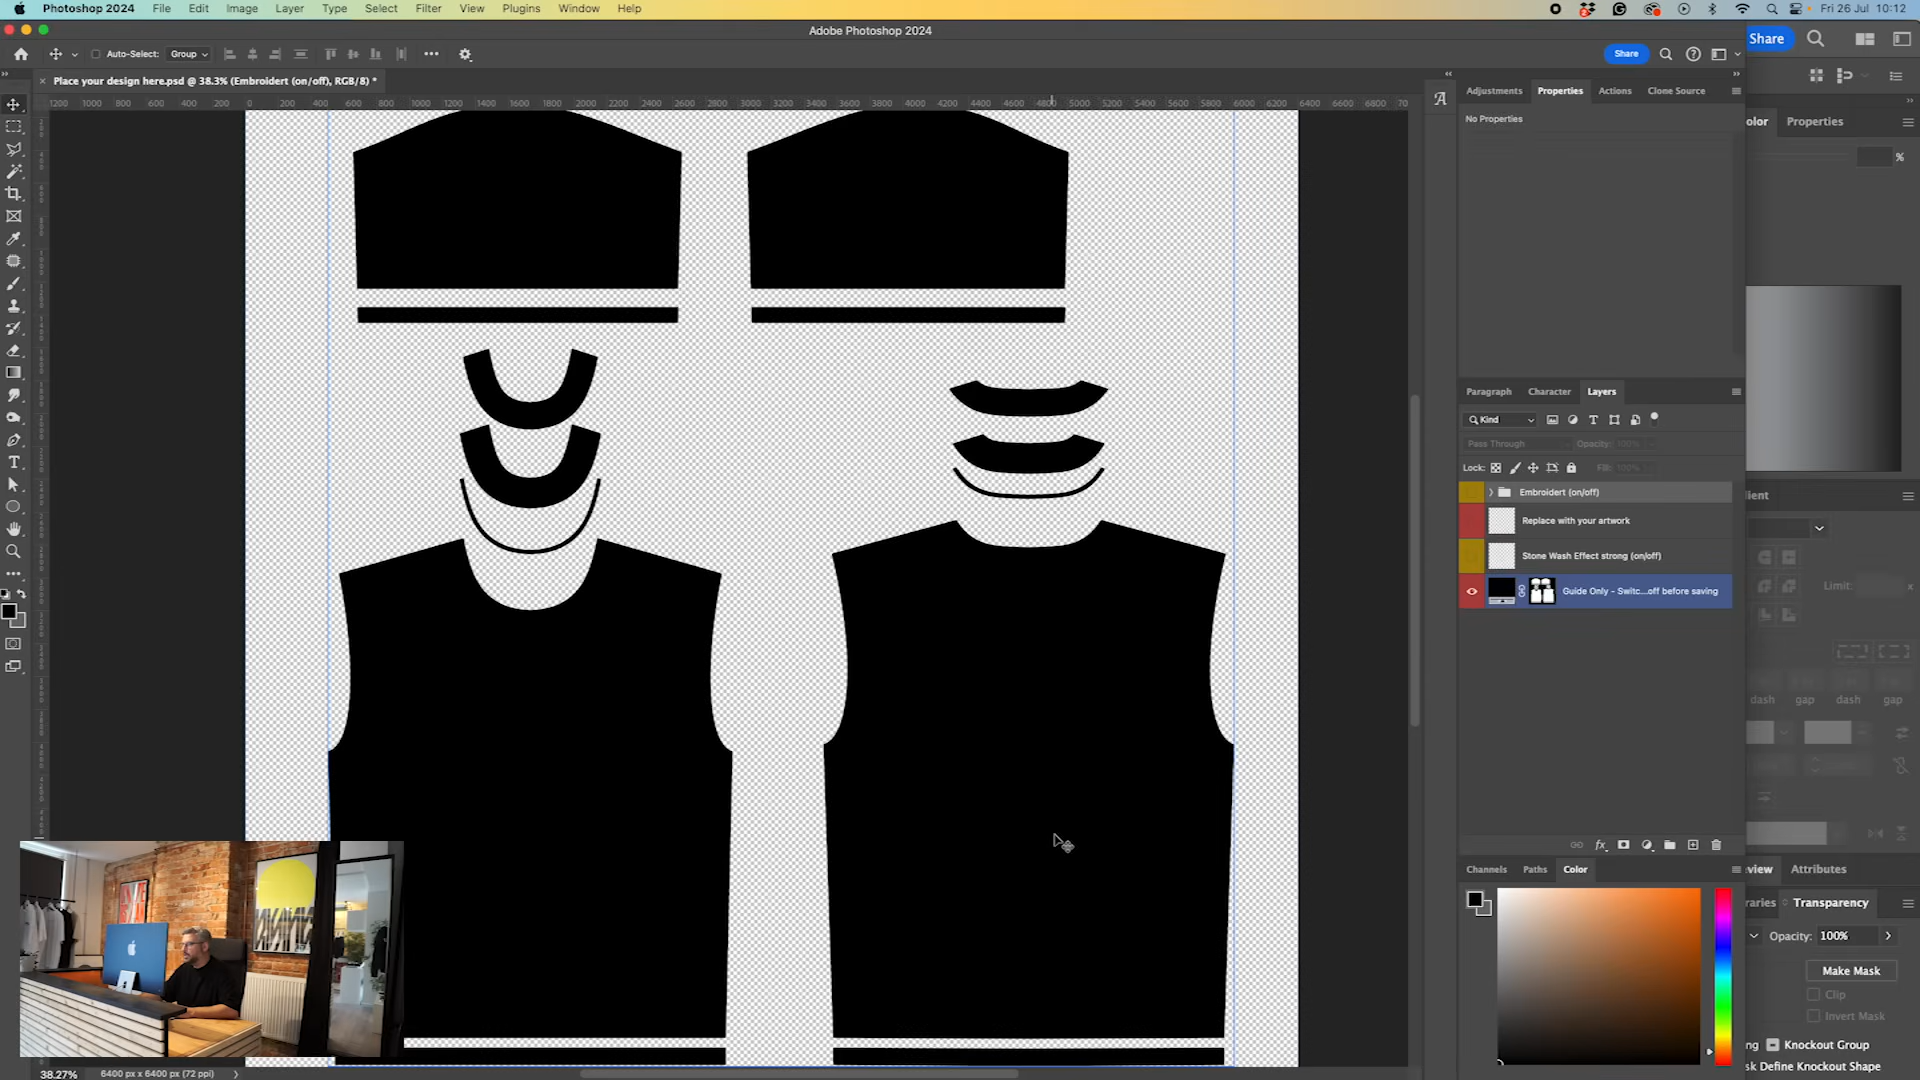 Photoshop 2024 File Edit Image Layer Type Select Filter View Plugins Window Help Fri 26 Jul 10:12
Adobe Photoshop 2024
Share
Auto-Select: Group Share
Place your design here.psd @ 38.3% (Embroidert (on/off), RGB/8) *
1200 1000 800 600 400 200 0 200 400 600 800 1000 1200 1400 1600 1800 2000 2200 2400 2600 2800 3000 3200 3400 3600 3800 4000 4200 4400 4600 4800 5000 5200 5400 5600 5800 6000 6200 6400 6600 6800 70
Adjustments Properties Actions Clone Source
No Properties
olor Properties
%
Paragraph Character Layers
Kind
Pass Through Opacity: 100%
Lock: Fill: 100%
Embroidert (on/off)
Replace with your artwork
Stone Wash Effect strong (on/off)
Guide Only - Switc...off before saving
dient
Limit: x
dash gap dash gap
Channels Paths Color
view Attributes
raries Transparency
Opacity: 100%
Make Mask
Clip
Invert Mask
ng Knockout Group
sk Define Knockout Shape
38.27% 6400 px x 6400 px (72 ppi)